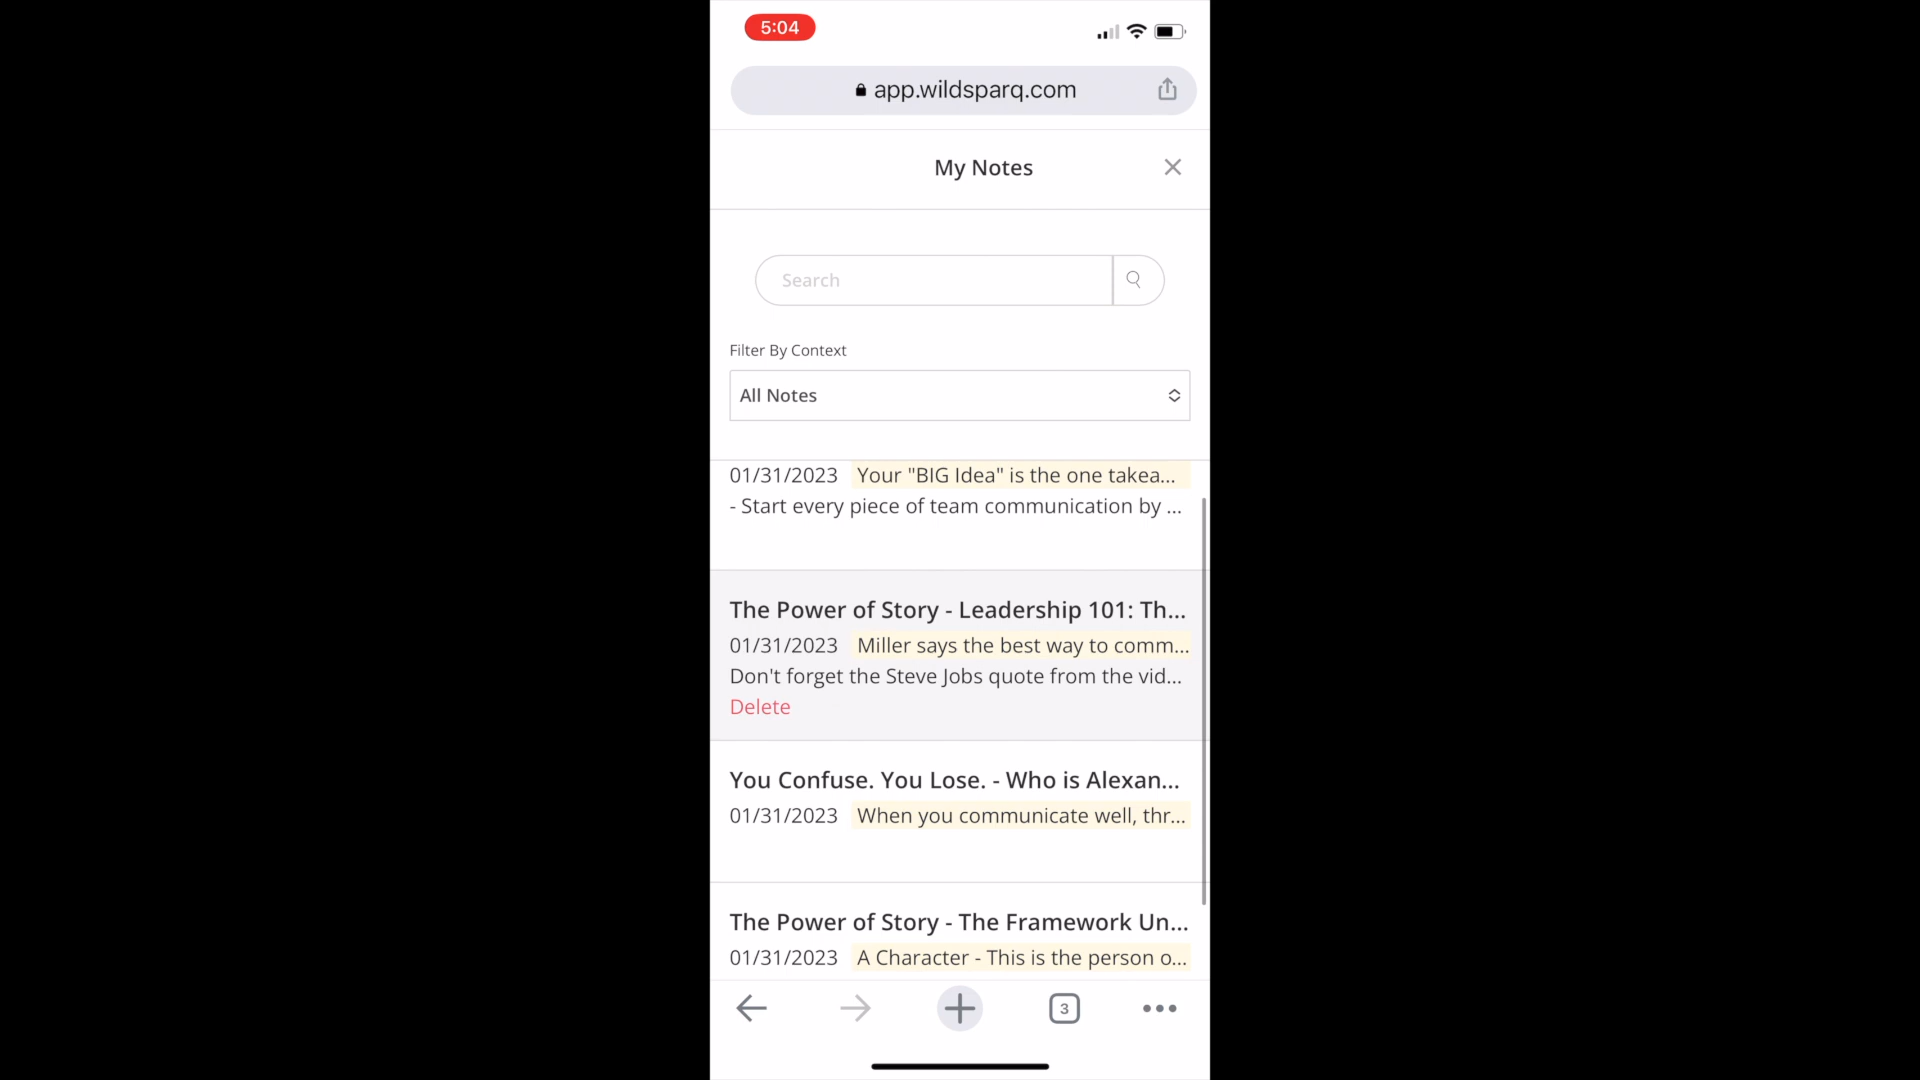 5:04
app.wildsparq.com
My Notes
Search
Filter By Context
All Notes
01/31/2023 Your "BIG Idea" is the one takea...
- Start every piece of team communication by ...
The Power of Story - Leadership 101: Th...
01/31/2023 Miller says the best way to comm...
Don't forget the Steve Jobs quote from the vid...
Delete
You Confuse. You Lose. - Who is Alexan...
01/31/2023 When you communicate well, thr...
The Power of Story - The Framework Un...
01/31/2023 A Character - This is the person o...
3